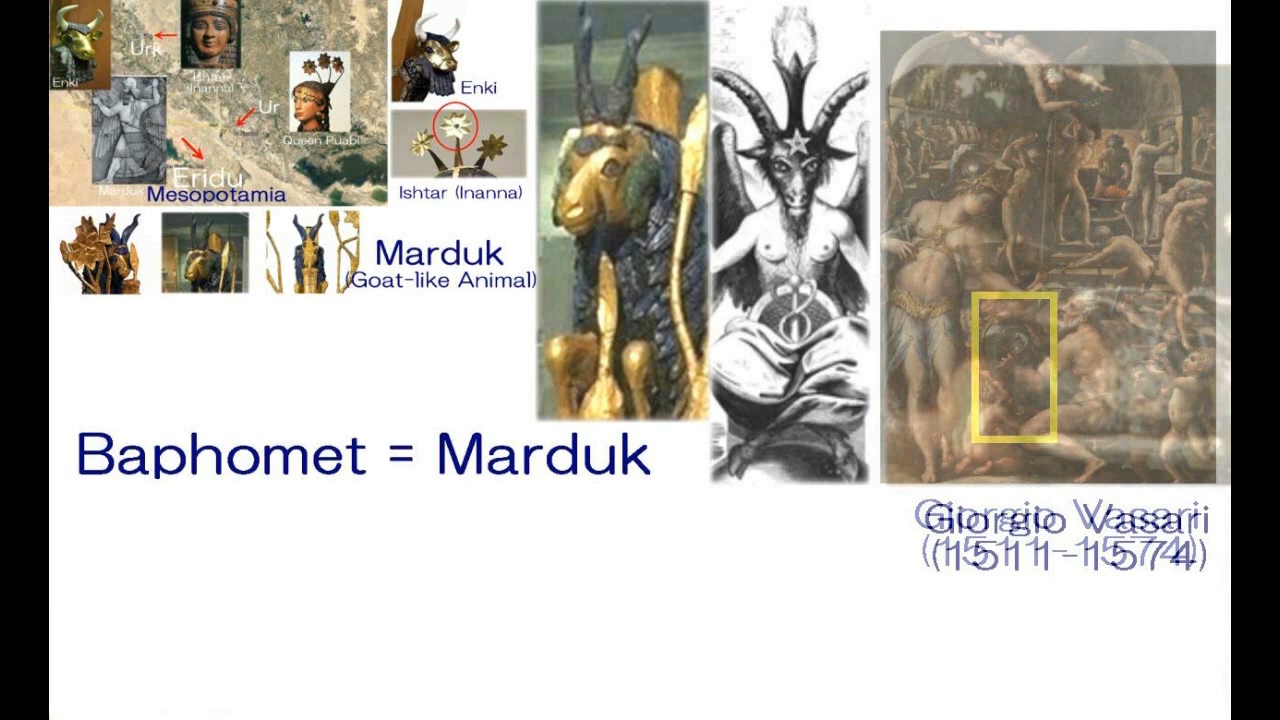 Enki
Urk
Ishtar
(Inanna)
Ur
Queen Puabi
Marduk
Eridu
Mesopotamia
Enki
Ishtar (Inanna)
Marduk
(Goat-like Animal)
Baphomet = Marduk
Giorgio Vasari
(1511-1574)